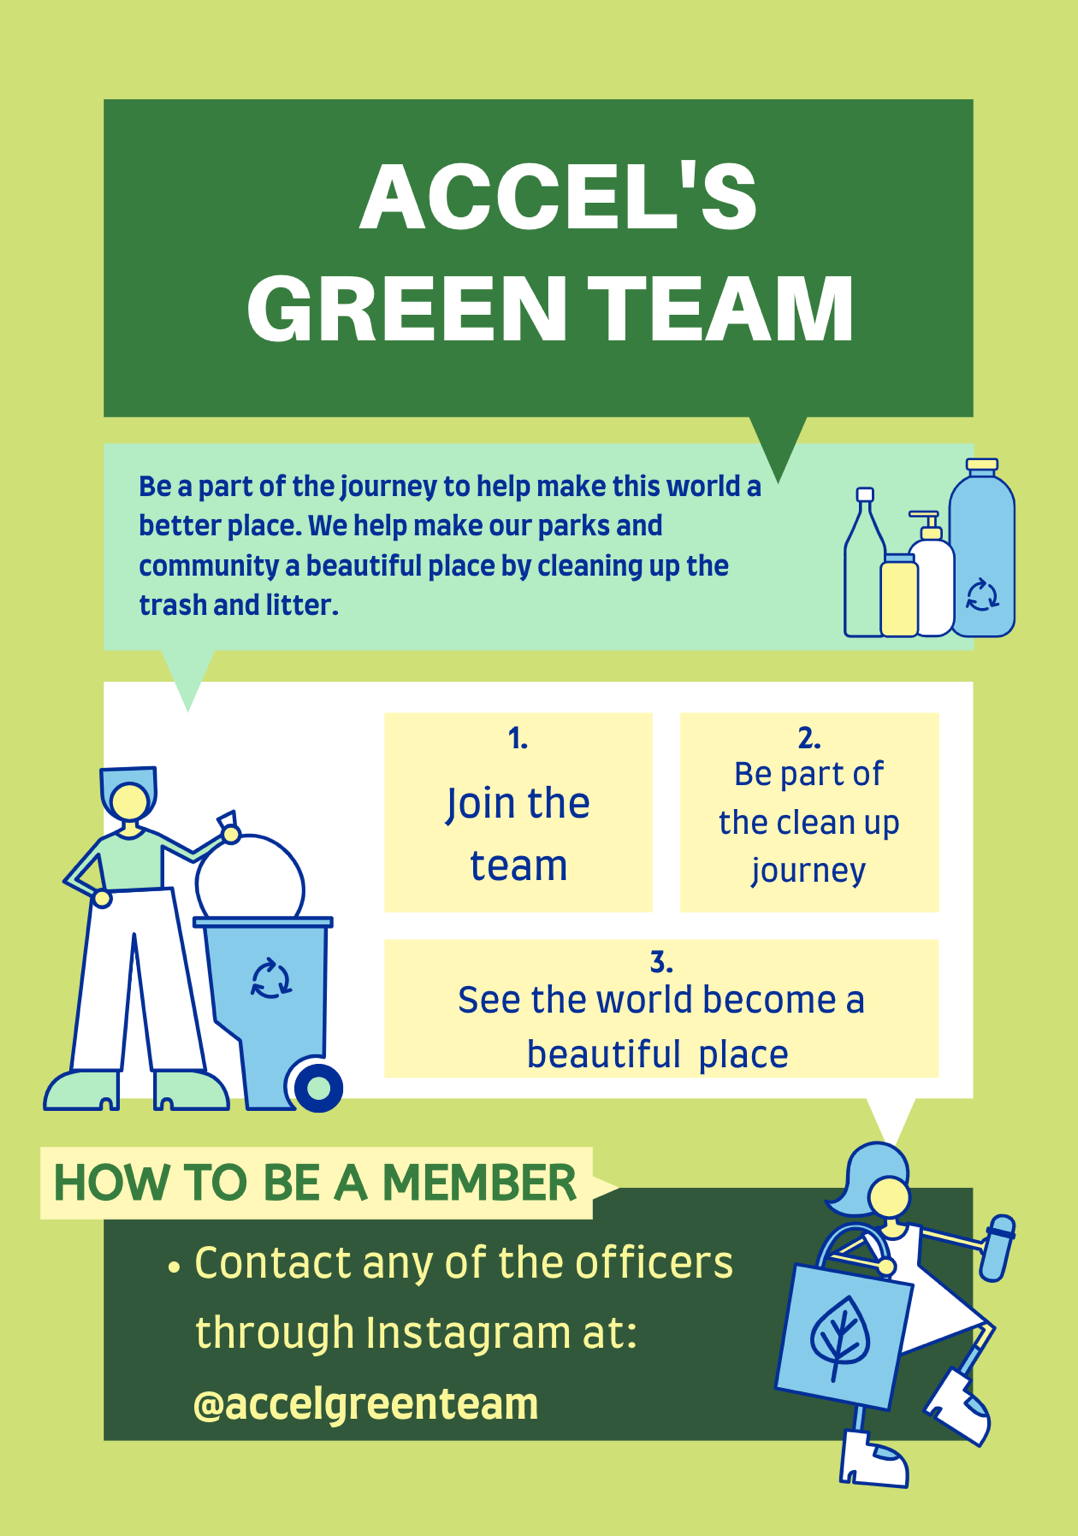 ACCEL'S
GREEN TEAM
Be a part of the journey to help make this world a
better place. We help make our parks and
community a beautiful place by cleaning up the
trash and litter.
1.
Join the
team
2.
Be part of
the clean up
journey
3.
See the world become a
beautiful place
HOW TO BE A MEMBER
• Contact any of the officers
through Instagram at:
@accelgreenteam